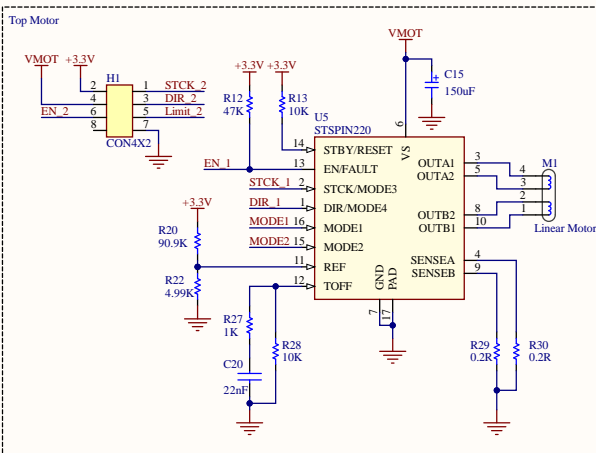 Top Motor
VMOT
VMOT +3.3V
+3.3V +3.3V
H1
2 1 STCK_2
4 3 DIR_2
EN_2 6 5 Limit_2
8 7
CON4X2
C15
150uF
R12
47K
R13
10K
U5
STSPIN220
6
VS
14 STBY/RESET
EN_1 13 EN/FAULT
STCK_1 2 STCK/MODE3
DIR_1 1 DIR/MODE4
MODE1 16 MODE1
MODE2 15 MODE2
11 REF
12 TOFF
OUTA1 3
OUTA2 5
OUTB2 8
OUTB1 10
SENSEA 4
SENSEB 9
GND
PAD
7
17
M1
4
3
2
1
Linear Motor
+3.3V
R20
90.9K
R22
4.99K
R27
1K
R28
10K
C20
22nF
R29
0.2R
R30
0.2R